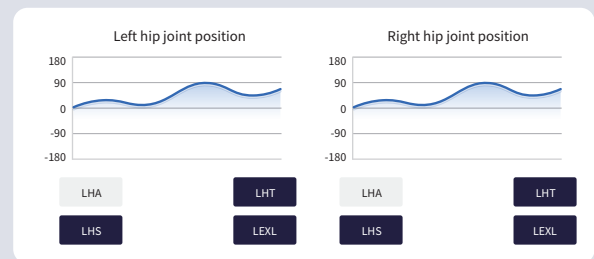 Left hip joint position
180
90
0
-90
-180
LHA
LHT
LHS
LEXL
Right hip joint position
180
90
0
-90
-180
LHA
LHT
LHS
LEXL